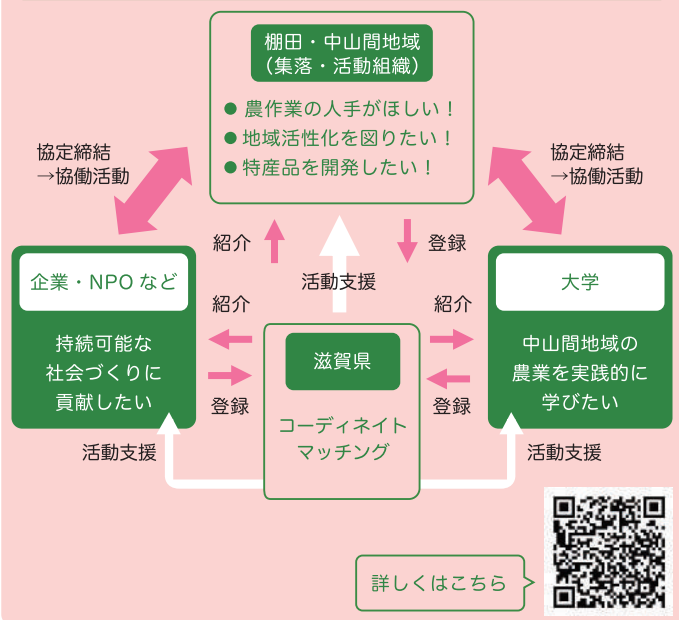 棚田・中山間地域
（集落・活動組織）
● 農作業の人手がほしい！
● 地域活性化を図りたい！
● 特産品を開発したい！
協定締結
→協働活動
協定締結
→協働活動
紹介
登録
活動支援
企業・NPO など
持続可能な
社会づくりに
貢献したい
大学
中山間地域の
農業を実践的に
学びたい
紹介
登録
紹介
登録
滋賀県
コーディネイト
マッチング
活動支援
活動支援
詳しくはこちら